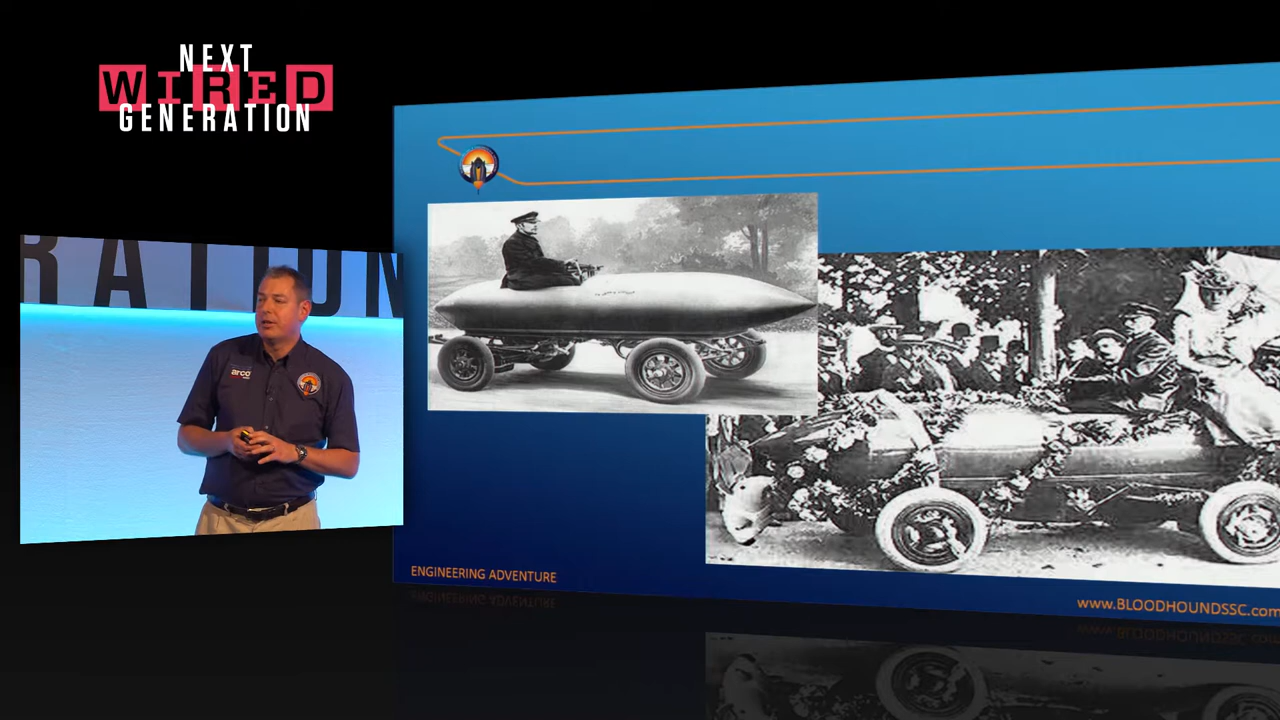 NEXT
WIRED
GENERATION
RATION
arco
ENGINEERING ADVENTURE
www.BLOODHOUNDSSC.com